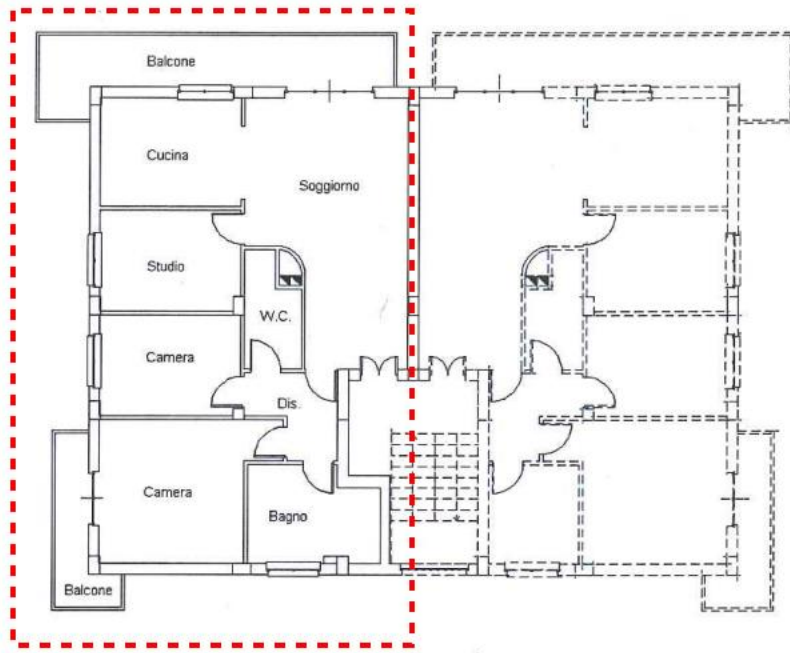 Balcone
Cucina
Soggiorno
Studio
W.C.
Camera
Dis.
Camera
Bagno
Balcone